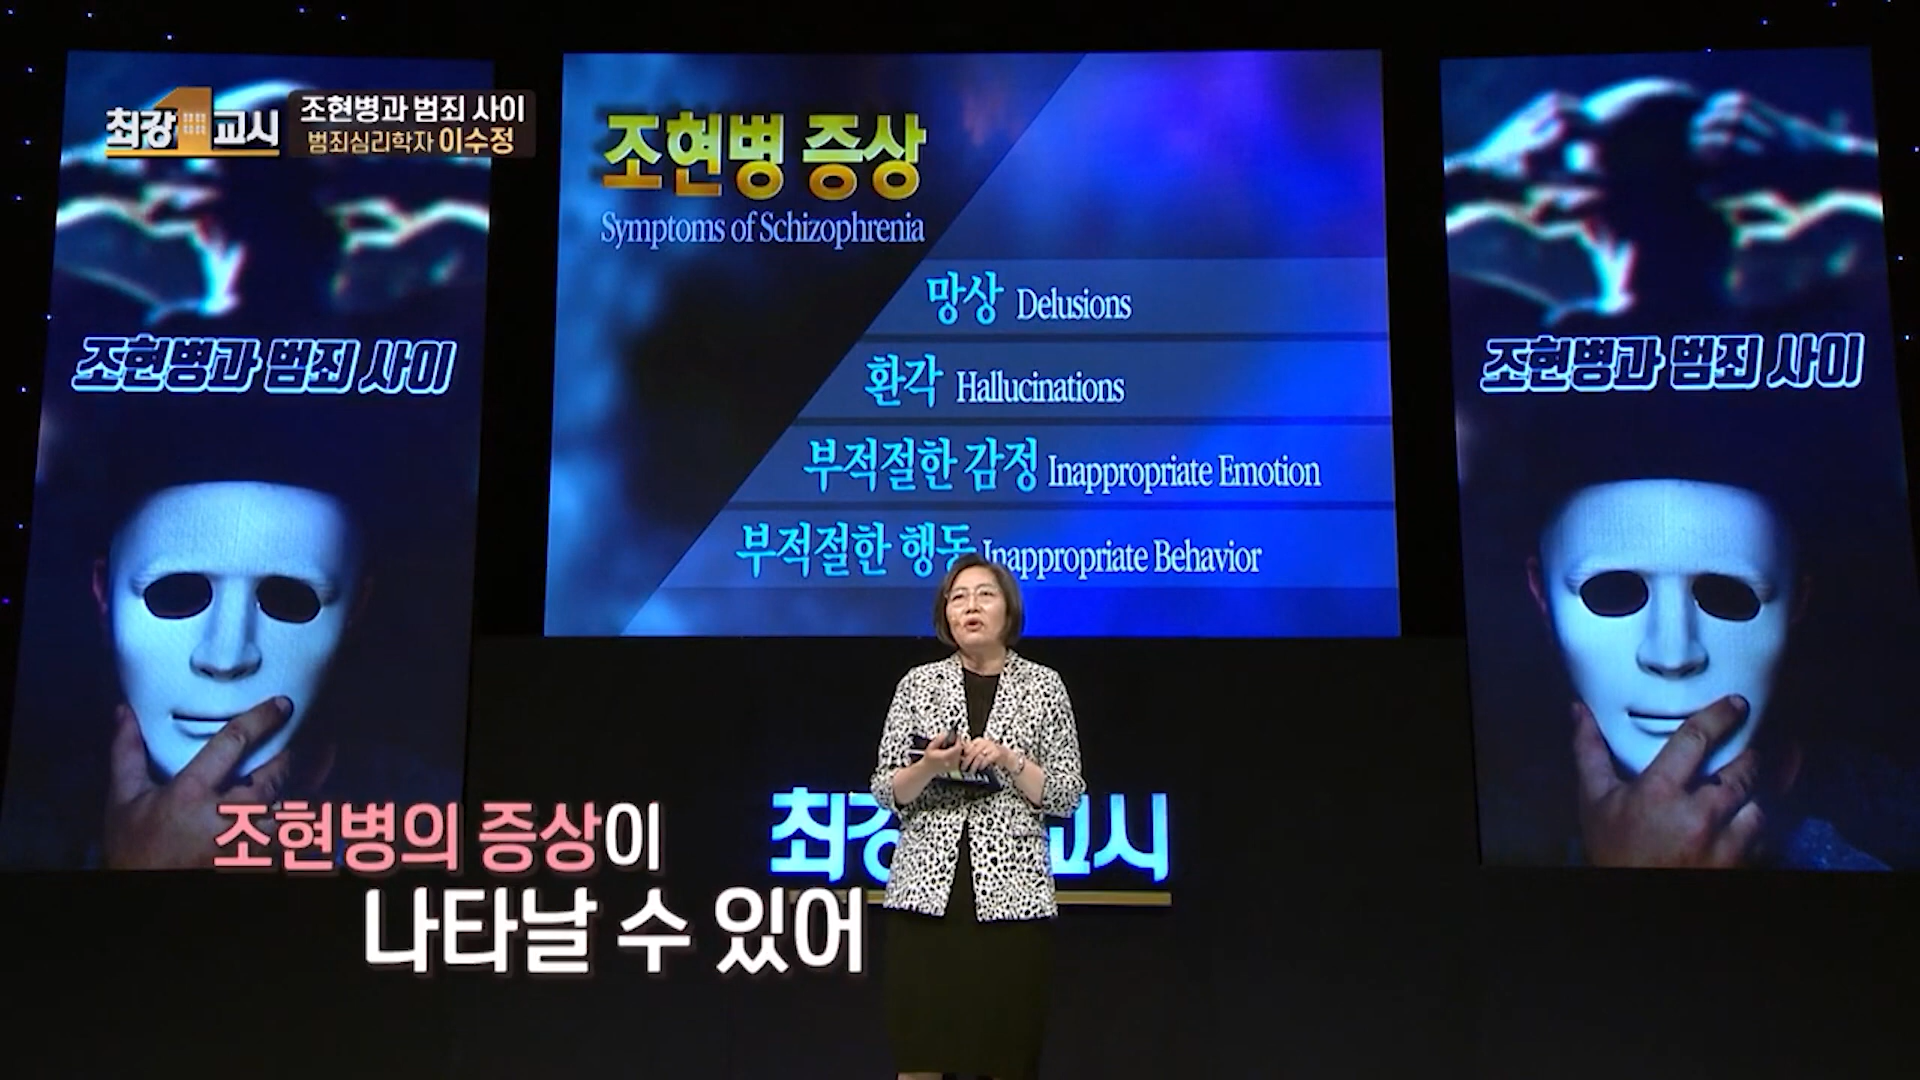 최강1교시
조현병과 범죄 사이
범죄심리학자 이수정
조현병 증상
Symptoms of Schizophrenia
망상 Delusions
환각 Hallucinations
부적절한 감정 Inappropriate Emotion
부적절한 행동 Inappropriate Behavior
조현병과 범죄 사이
조현병과 범죄 사이
최강 교시
조현병의 증상이
나타날 수 있어